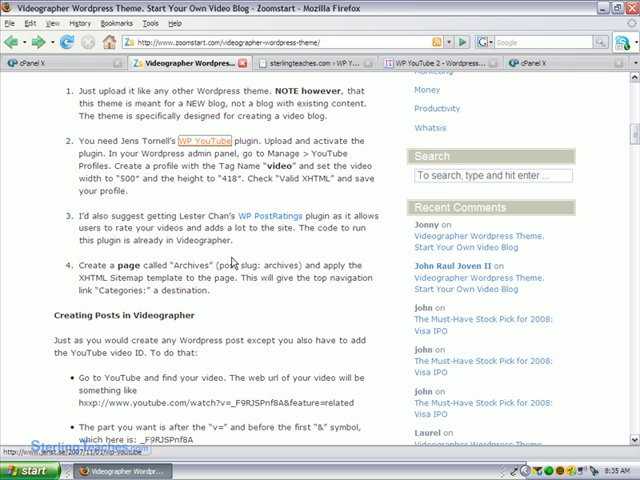 Videographer Wordpress Theme. Start Your Own Video Blog - Zoomstart - Mozilla Firefox
File Edit View History Bookmarks Tools Help
http://www.zoomstart.com/videographer-wordpress-theme/
Google
cPanel X
Videographer Wordpress...
sterlingteaches.com › WP Y...
WP YouTube 2 - Wordpress...
cPanel X
1. Just upload it like any other Wordpress theme. NOTE however, that
this theme is meant for a NEW blog, not a blog with existing content.
The theme is specifically designed for creating a video blog.
2. You need Jens Tornell's WP YouTube plugin. Upload and activate the
plugin. In your Wordpress admin panel, go to Manage > YouTube
Profiles. Create a profile with the Tag Name "video" and set the video
width to "500" and the height to "418". Check "Valid XHTML" and save
your profile.
3. I'd also suggest getting Lester Chan's WP PostRatings plugin as it allows
users to rate your videos and adds a lot to the site. The code to run
this plugin is already in Videographer.
4. Create a page called "Archives" (post slug: archives) and apply the
XHTML Sitemap template to the page. This will give the top navigation
link "Categories:" a destination.
Creating Posts in Videographer
Just as you would create any Wordpress post except you also have to add
the YouTube video ID. To do that:
• Go to YouTube and find your video. The web url of your video will be
something like
hxxp://www.youtube.com/watch?v=_F9RJSPnf8A&feature=related
• The part you want is after the "v=" and before the first "&" symbol,
which here is: _F9RJSPnf8A
Marketing
Money
Productivity
Whatsis
Search
To search, type and hit enter ...
Recent Comments
Jonny on
Videographer Wordpress Theme.
Start Your Own Video Blog
John Raul Joven II on
Videographer Wordpress Theme.
Start Your Own Video Blog
john on
The Must-Have Stock Pick for 2008:
Visa IPO
john on
The Must-Have Stock Pick for 2008:
Visa IPO
john on
The Must-Have Stock Pick for 2008:
Visa IPO
Laurel on
SterlingTeaches.com
http://www.jenst.se/2007/11/01/wp-youtube
start
Videographer Wordpr...
8:35 AM